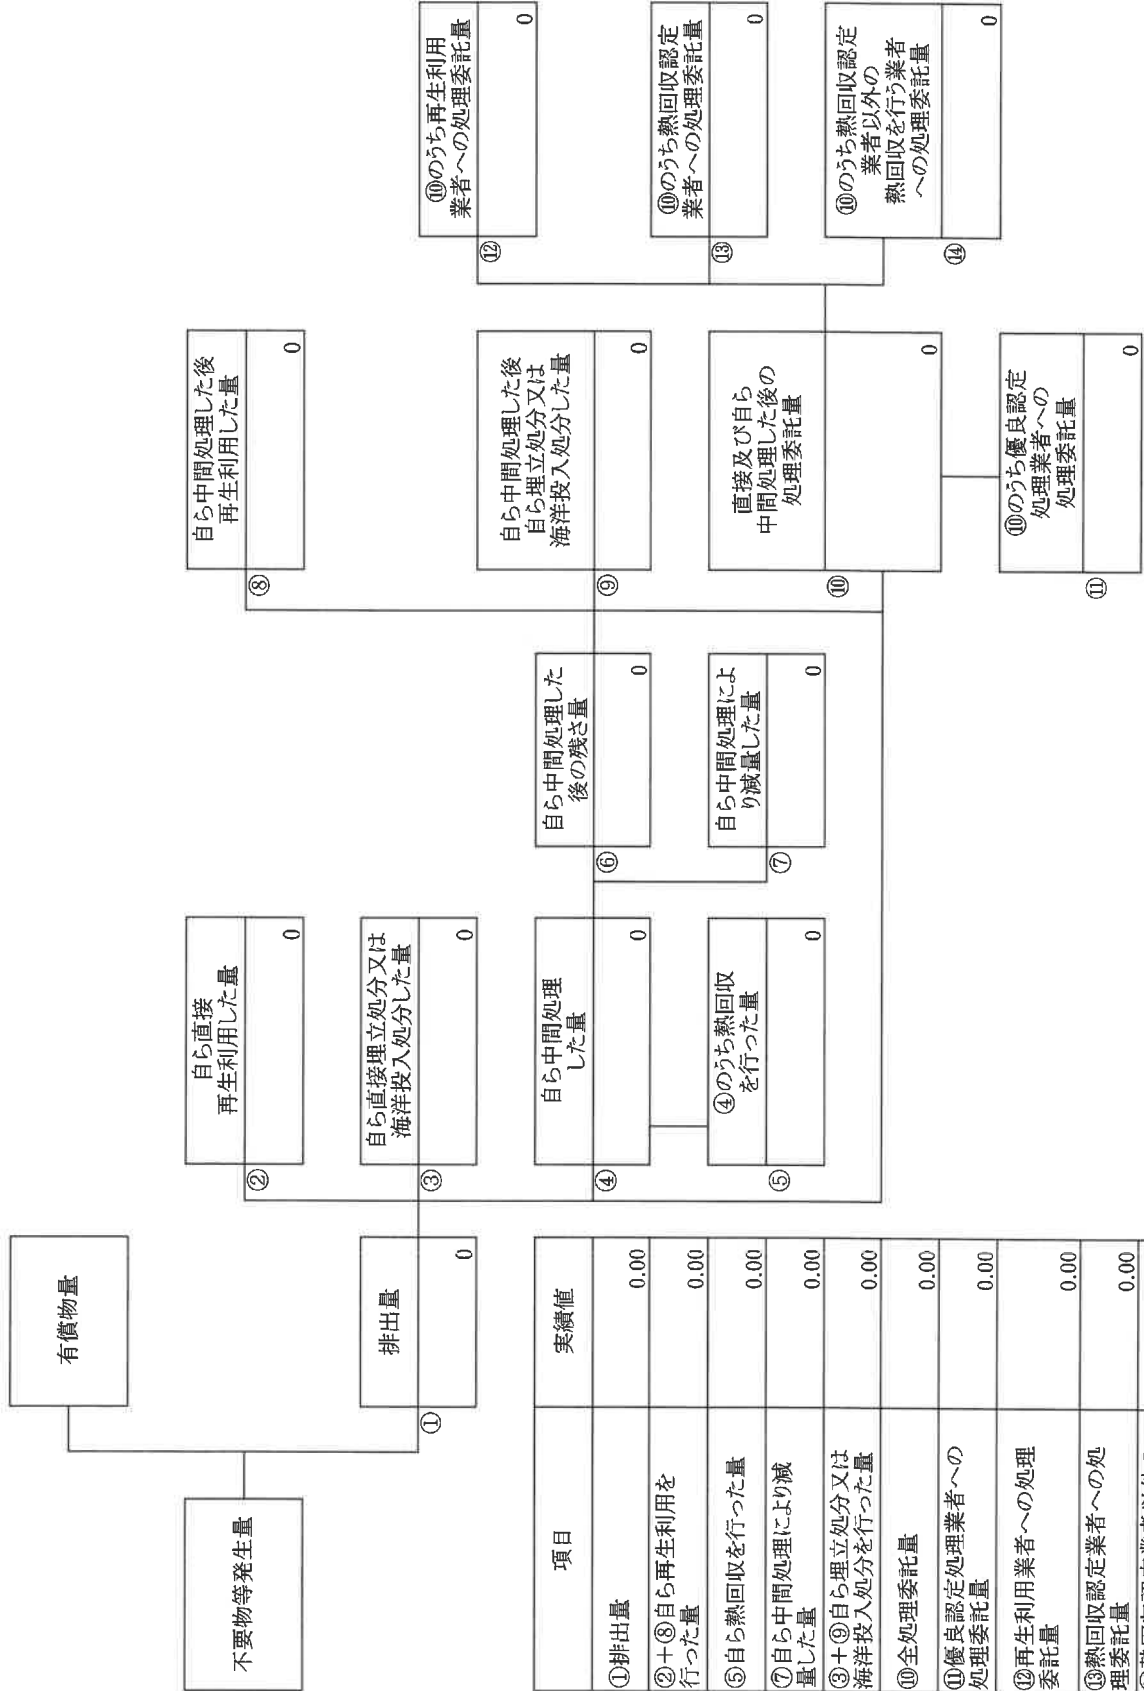 不要物等発生量
有償物量
排出量
①
0
自ら直接
再生利用した量
②
0
自ら直接埋立処分又は
海洋投入処分した量
③
0
自ら中間処理
した量
④
0
④のうち熱回収
を行った量
⑤
0
自ら中間処理した
後の残さ量
⑥
0
自ら中間処理によ
り減量した量
⑦
0
自ら中間処理した後
再生利用した量
⑧
0
自ら中間処理した後
自ら埋立処分又は
海洋投入処分した量
⑨
0
直接及び自ら
中間処理した後の
処理委託量
⑩
0
⑩のうち優良認定
処理業者への
処理委託量
⑪
0
⑩のうち再生利用
業者への処理委託量
⑫
0
⑩のうち熱回収認定
業者への処理委託量
⑬
0
⑩のうち熱回収認定
業者以外の
熱回収を行う業者
への処理委託量
⑭
0
項目 実績値
①排出量 0.00
②+⑧自ら再生利用を
行った量 0.00
⑤自ら熱回収を行った量 0.00
⑦自ら中間処理により減
量した量 0.00
③+⑨自ら埋立処分又は
海洋投入処分を行った量 0.00
⑩全処理委託量 0.00
⑪優良認定処理業者への
処理委託量 0.00
⑫再生利用業者への処理
委託量 0.00
⑬熱回収認定業者への処
理委託量 0.00